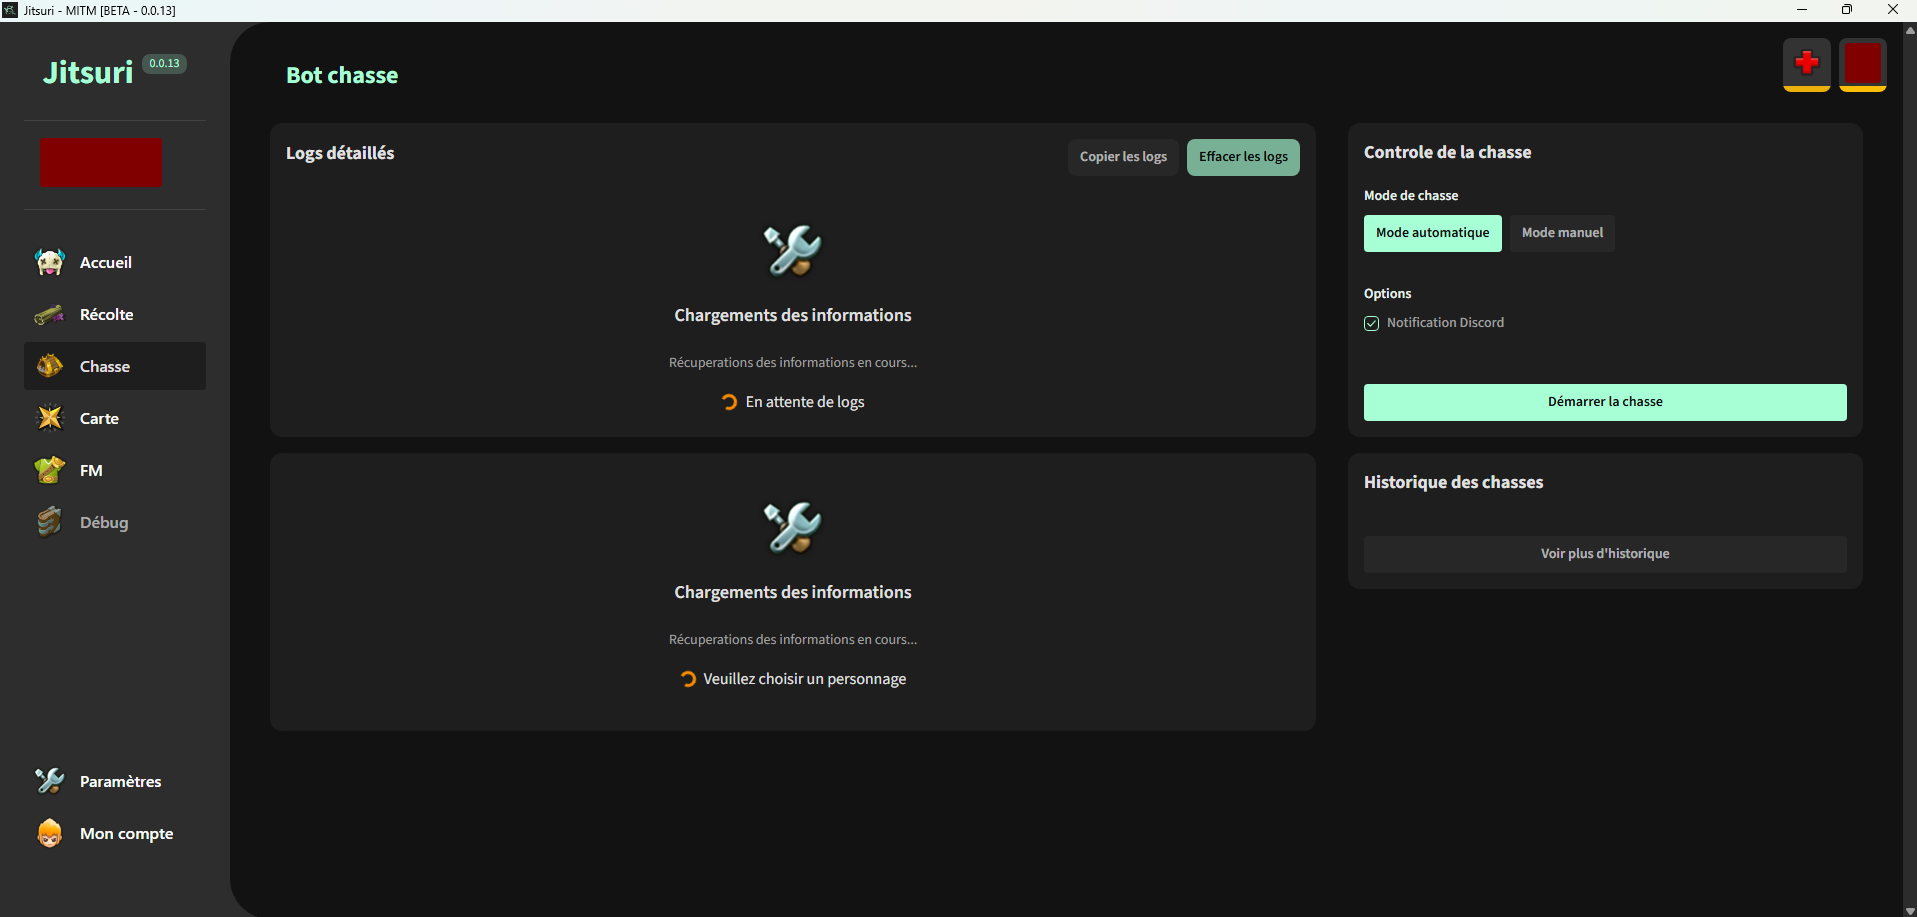 Jitsuri - MITM [BETA - 0.0.13]
Jitsuri 0.0.13
Accueil
Récolte
Chasse
Carte
FM
Débug
Paramètres
Mon compte
Bot chasse
Logs détaillés
Copier les logs
Effacer les logs
Chargements des informations
Récuperations des informations en cours...
En attente de logs
Chargements des informations
Récuperations des informations en cours...
Veuillez choisir un personnage
Controle de la chasse
Mode de chasse
Mode automatique
Mode manuel
Options
Notification Discord
Démarrer la chasse
Historique des chasses
Voir plus d'historique